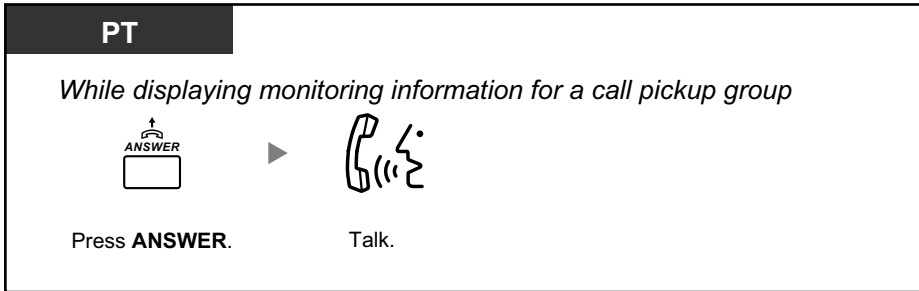 PT
While displaying monitoring information for a call pickup group
ANSWER
Press ANSWER.
Talk.